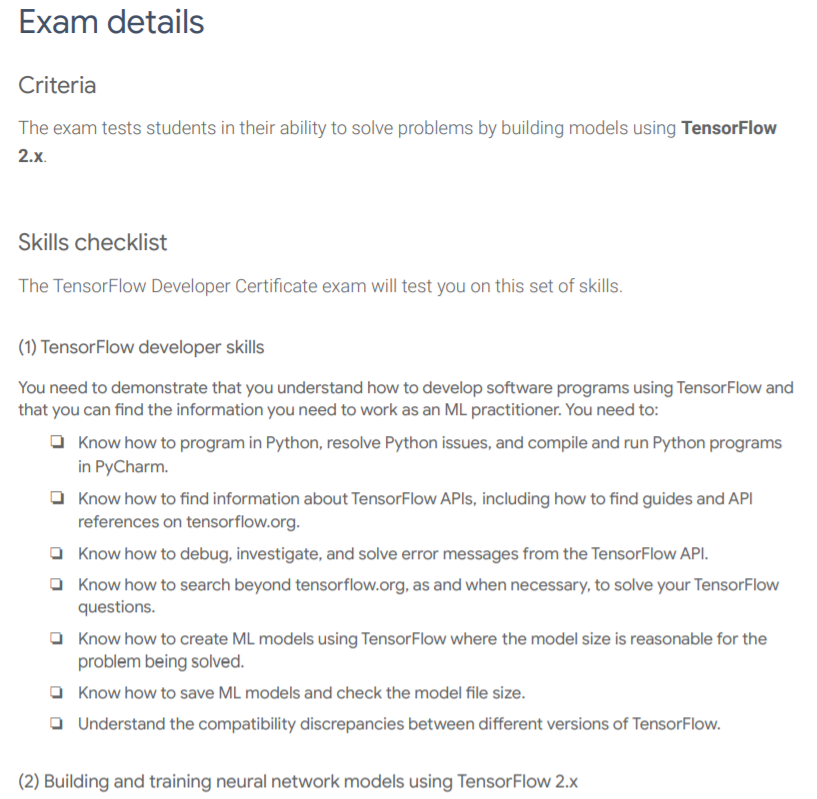 Exam details
Criteria
The exam tests students in their ability to solve problems by building models using TensorFlow
2.x.
Skills checklist
The TensorFlow Developer Certificate exam will test you on this set of skills.
(1) TensorFlow developer skills
You need to demonstrate that you understand how to develop software programs using TensorFlow and
that you can find the information you need to work as an ML practitioner. You need to:
❏ Know how to program in Python, resolve Python issues, and compile and run Python programs
in PyCharm.
❏ Know how to find information about TensorFlow APIs, including how to find guides and API
references on tensorflow.org.
❏ Know how to debug, investigate, and solve error messages from the TensorFlow API.
❏ Know how to search beyond tensorflow.org, as and when necessary, to solve your TensorFlow
questions.
❏ Know how to create ML models using TensorFlow where the model size is reasonable for the
problem being solved.
❏ Know how to save ML models and check the model file size.
❏ Understand the compatibility discrepancies between different versions of TensorFlow.
(2) Building and training neural network models using TensorFlow 2.x